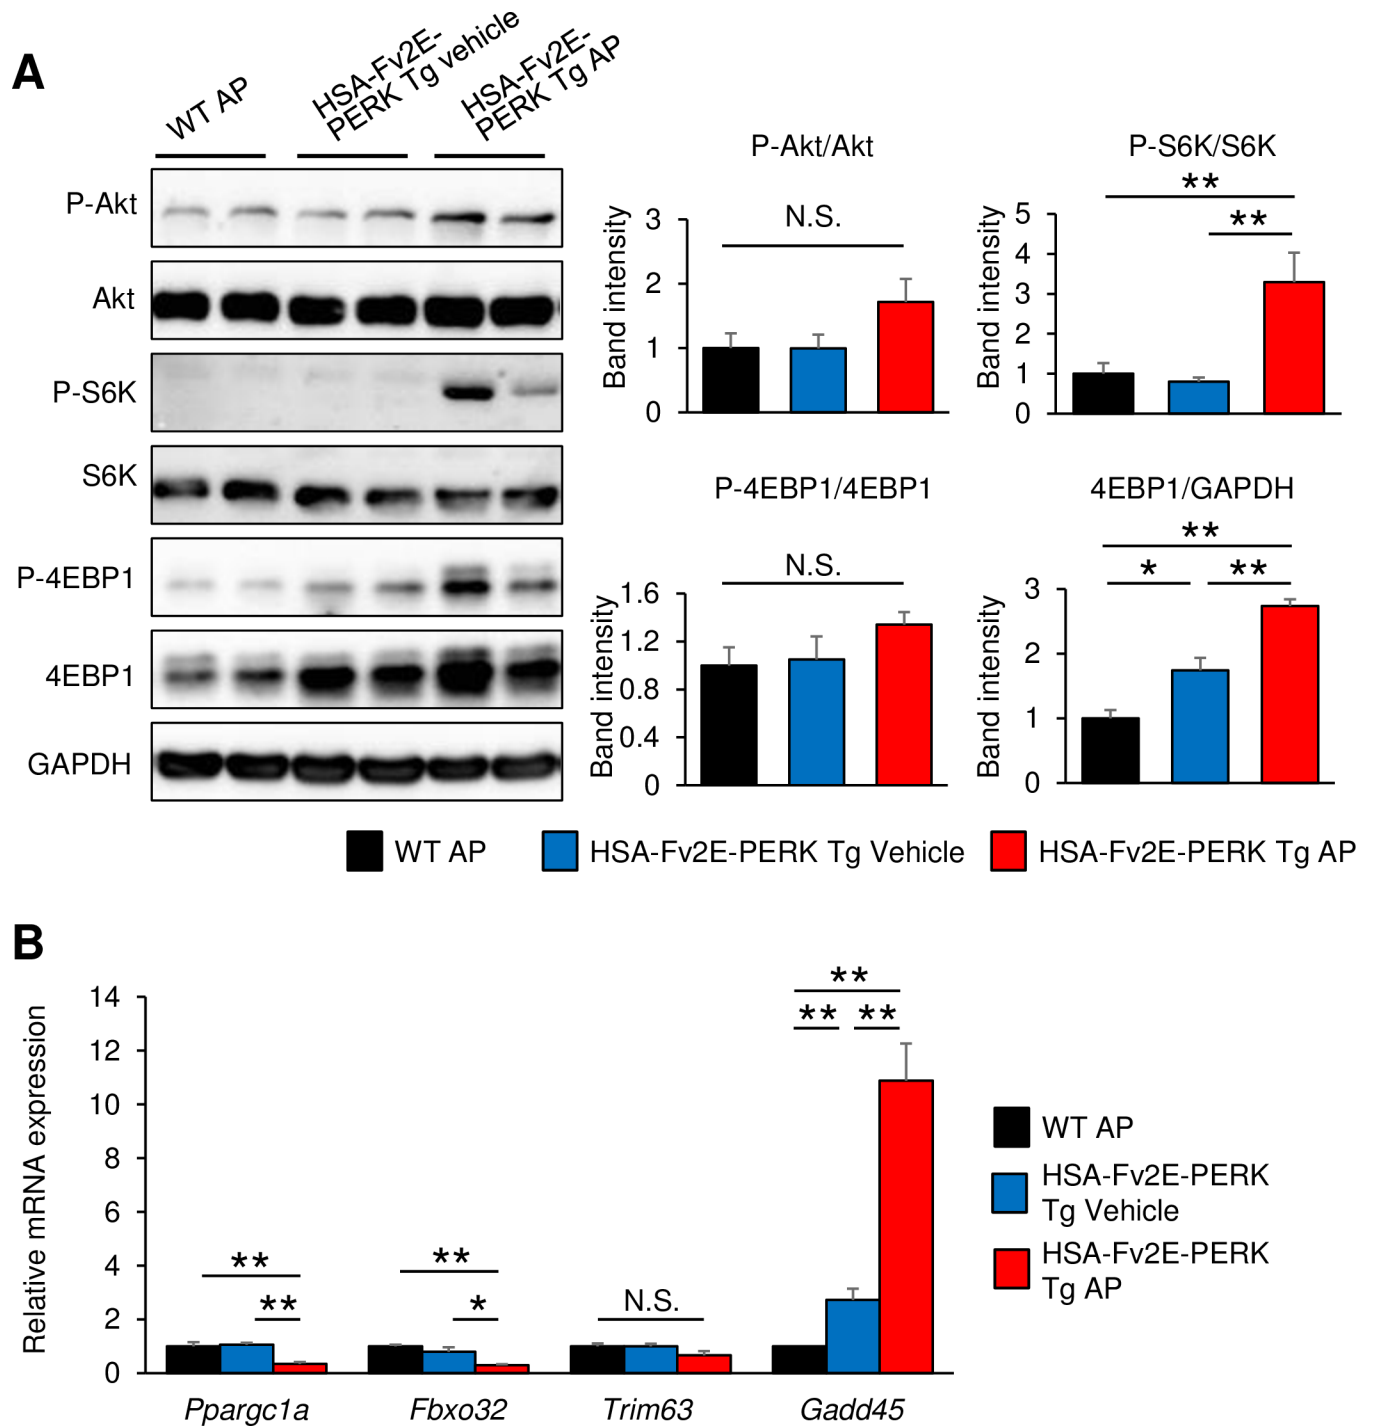 A
WT AP
HSA-Fv2E-
PERK Tg vehicle
HSA-Fv2E-
PERK Tg AP
P-Akt
Akt
P-S6K
S6K
P-4EBP1
4EBP1
GAPDH
P-Akt/Akt
Band intensity
3
2
1
0
N.S.
P-S6K/S6K
Band intensity
5
4
3
2
1
0
**
**
P-4EBP1/4EBP1
Band intensity
1.6
1.2
0.8
0.4
0
N.S.
4EBP1/GAPDH
Band intensity
3
2
1
0
**
*
**
WT AP
HSA-Fv2E-PERK Tg Vehicle
HSA-Fv2E-PERK Tg AP
B
Relative mRNA expression
14
12
10
8
6
4
2
0
**
**
**
*
N.S.
**
**
**
Ppargc1a
Fbxo32
Trim63
Gadd45
WT AP
HSA-Fv2E-PERK
Tg Vehicle
HSA-Fv2E-PERK
Tg AP